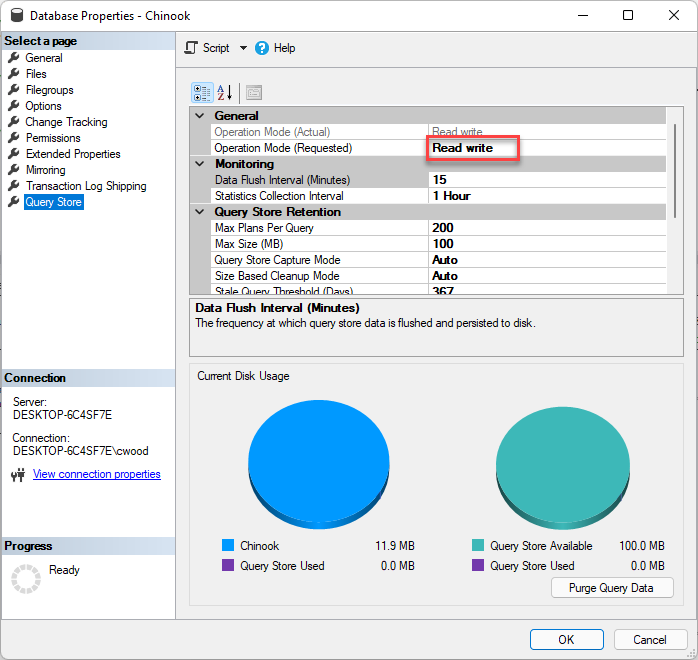 Database Properties - Chinook
Select a page
General
Files
Filegroups
Options
Change Tracking
Permissions
Extended Properties
Mirroring
Transaction Log Shipping
Query Store
Connection
Server:
DESKTOP-6C4SF7E
Connection:
DESKTOP-6C4SF7E\cwood
View connection properties
Progress
Ready
Script
Help
General
Operation Mode (Actual) Read write
Operation Mode (Requested) Read write
Monitoring
Data Flush Interval (Minutes) 15
Statistics Collection Interval 1 Hour
Query Store Retention
Max Plans Per Query 200
Max Size (MB) 100
Query Store Capture Mode Auto
Size Based Cleanup Mode Auto
Stale Query Threshold (Days) 367
Data Flush Interval (Minutes)
The frequency at which query store data is flushed and persisted to disk.
Current Disk Usage
Chinook 11.9 MB
Query Store Used 0.0 MB
Query Store Available 100.0 MB
Query Store Used 0.0 MB
Purge Query Data
OK
Cancel